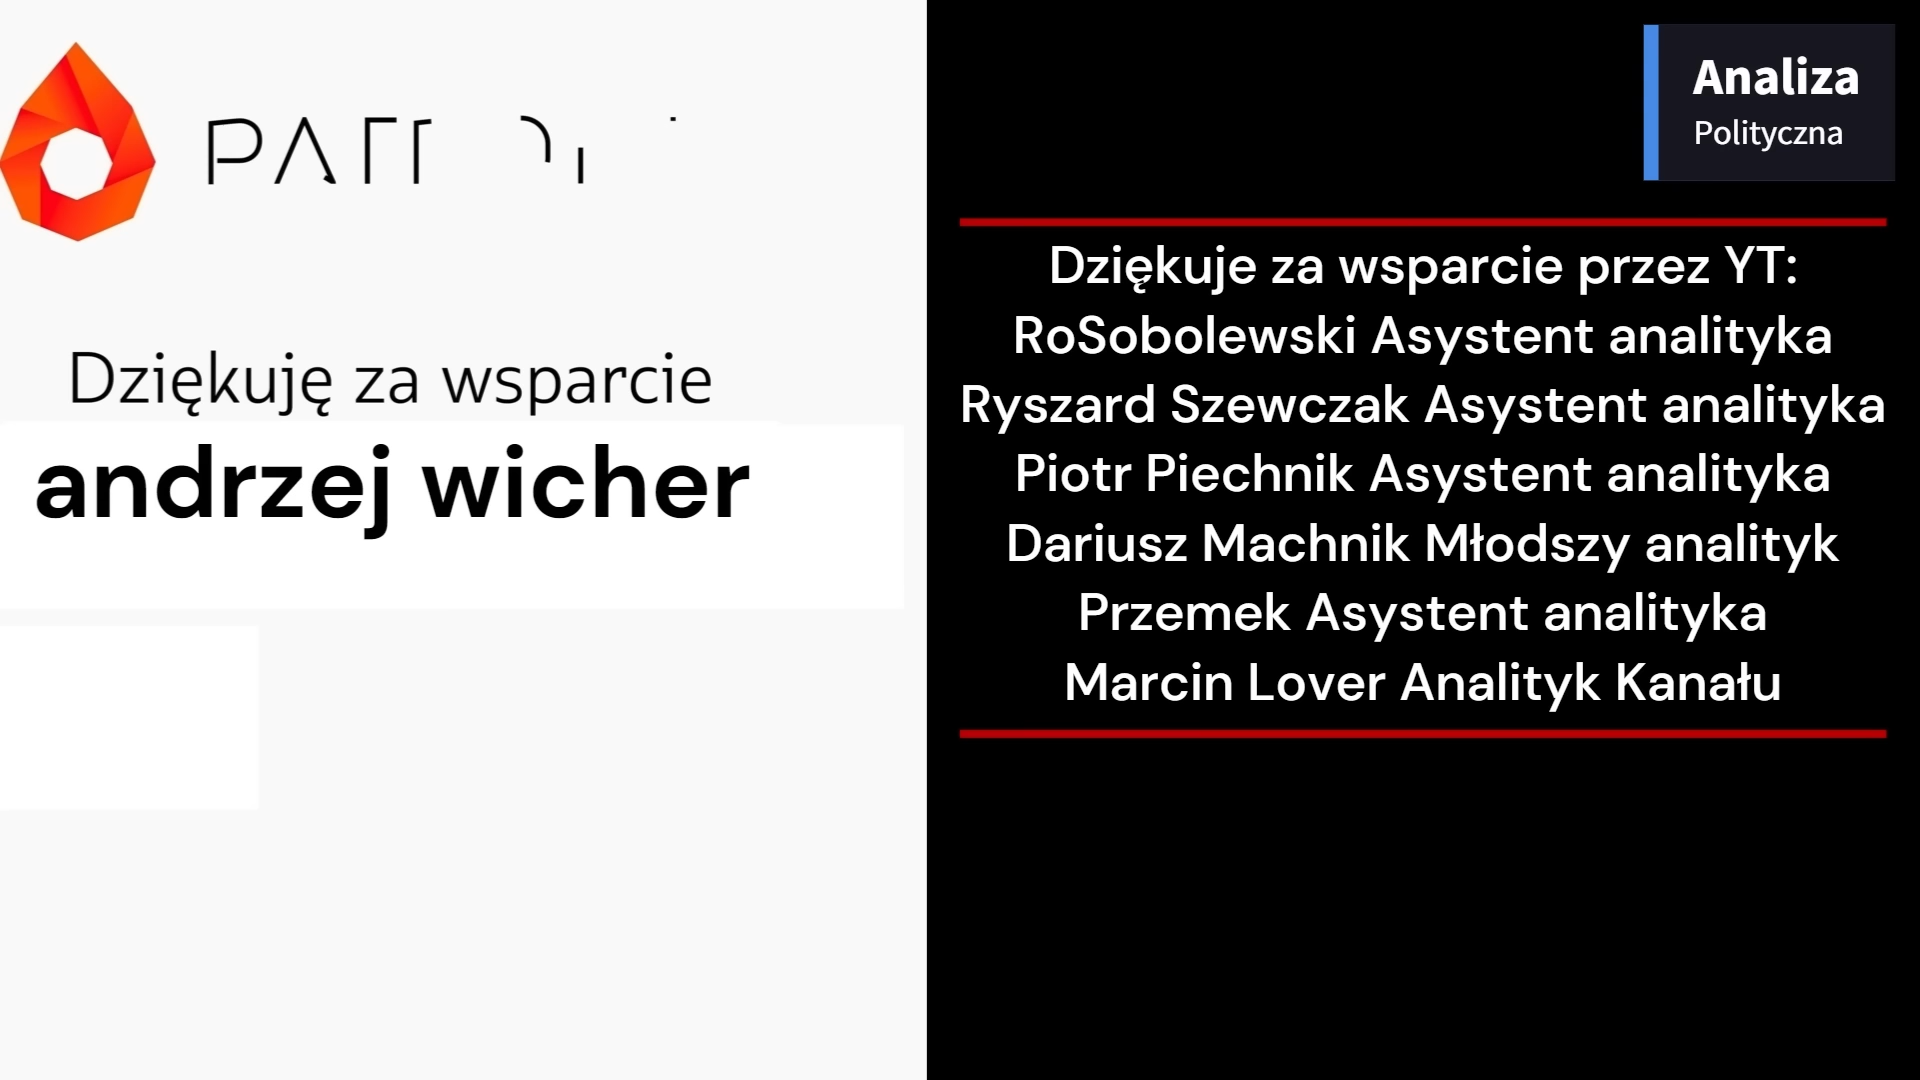 Dziękuję za wsparcie
andrzej wicher
Analiza
Polityczna
Dziękuje za wsparcie przez YT:
RoSobolewski Asystent analityka
Ryszard Szewczak Asystent analityka
Piotr Piechnik Asystent analityka
Dariusz Machnik Młodszy analityk
Przemek Asystent analityka
Marcin Lover Analityk Kanału